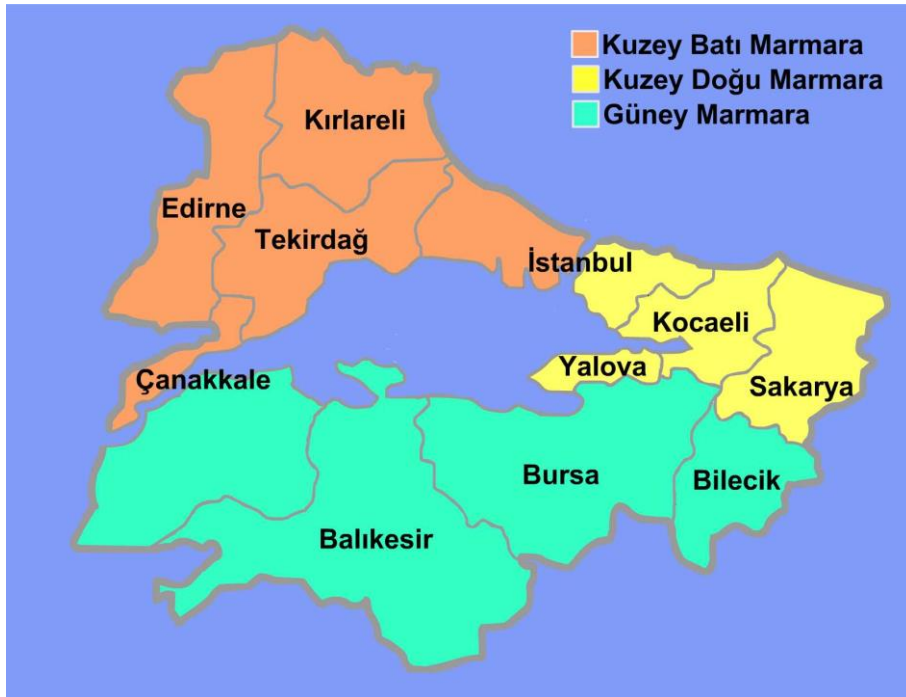 Kuzey Batı Marmara
Kuzey Doğu Marmara
Güney Marmara
Kırlareli
Edirne
Tekirdağ
İstanbul
Kocaeli
Yalova
Çanakkale
Sakarya
Bursa
Bilecik
Balıkesir